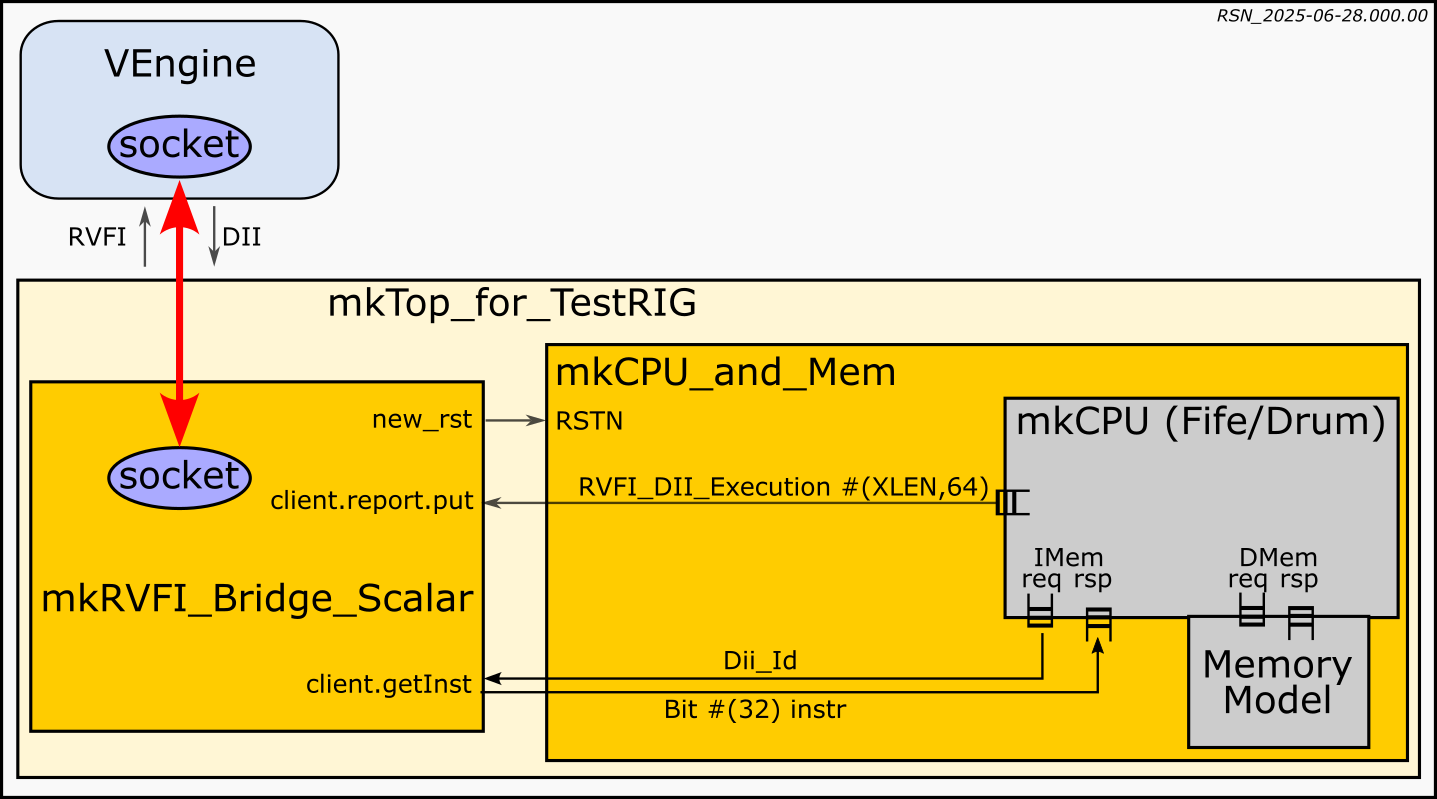 RSN_2025-06-28.000.00
VEngine
socket
RVFI
DII
mkTop_for_TestRIG
mkCPU_and_Mem
mkCPU (Fife/Drum)
new_rst
RSTN
socket
client.report.put
RVFI_DII_Execution #(XLEN,64)
IMem
req rsp
DMem
req rsp
mkRVFI_Bridge_Scalar
Dii_Id
client.getInst
Bit #(32) instr
Memory
Model